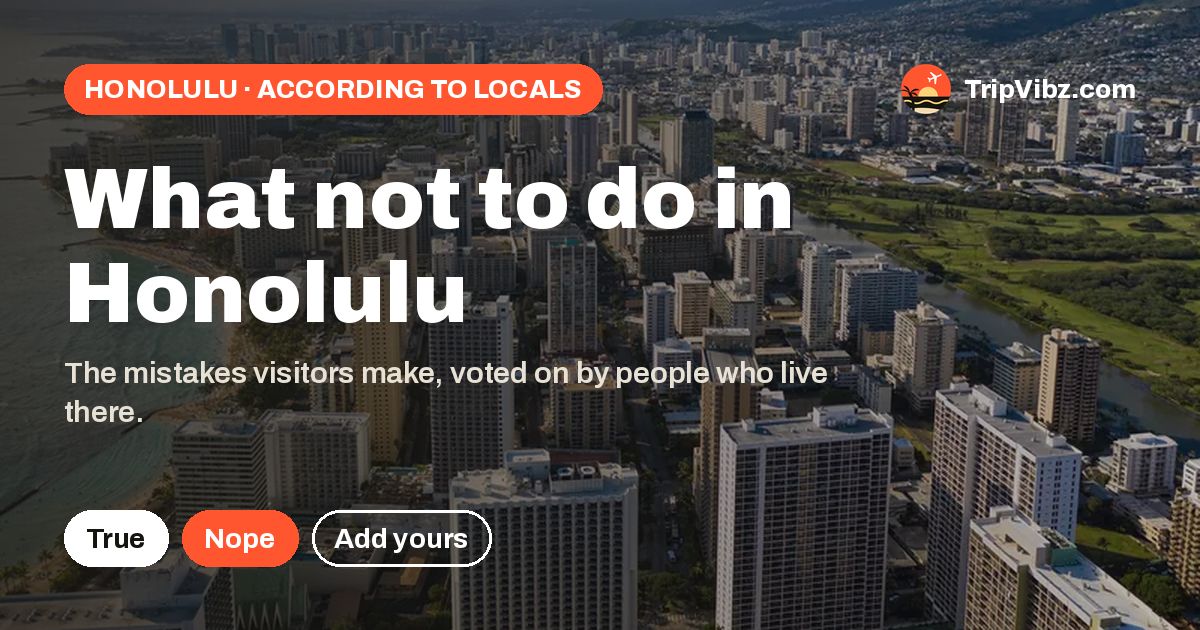 HONOLULU · ACCORDING TO LOCALS
TripVibz.com
What not to do in
Honolulu
The mistakes visitors make, voted on by people who live
there.
True
Nope
Add yours